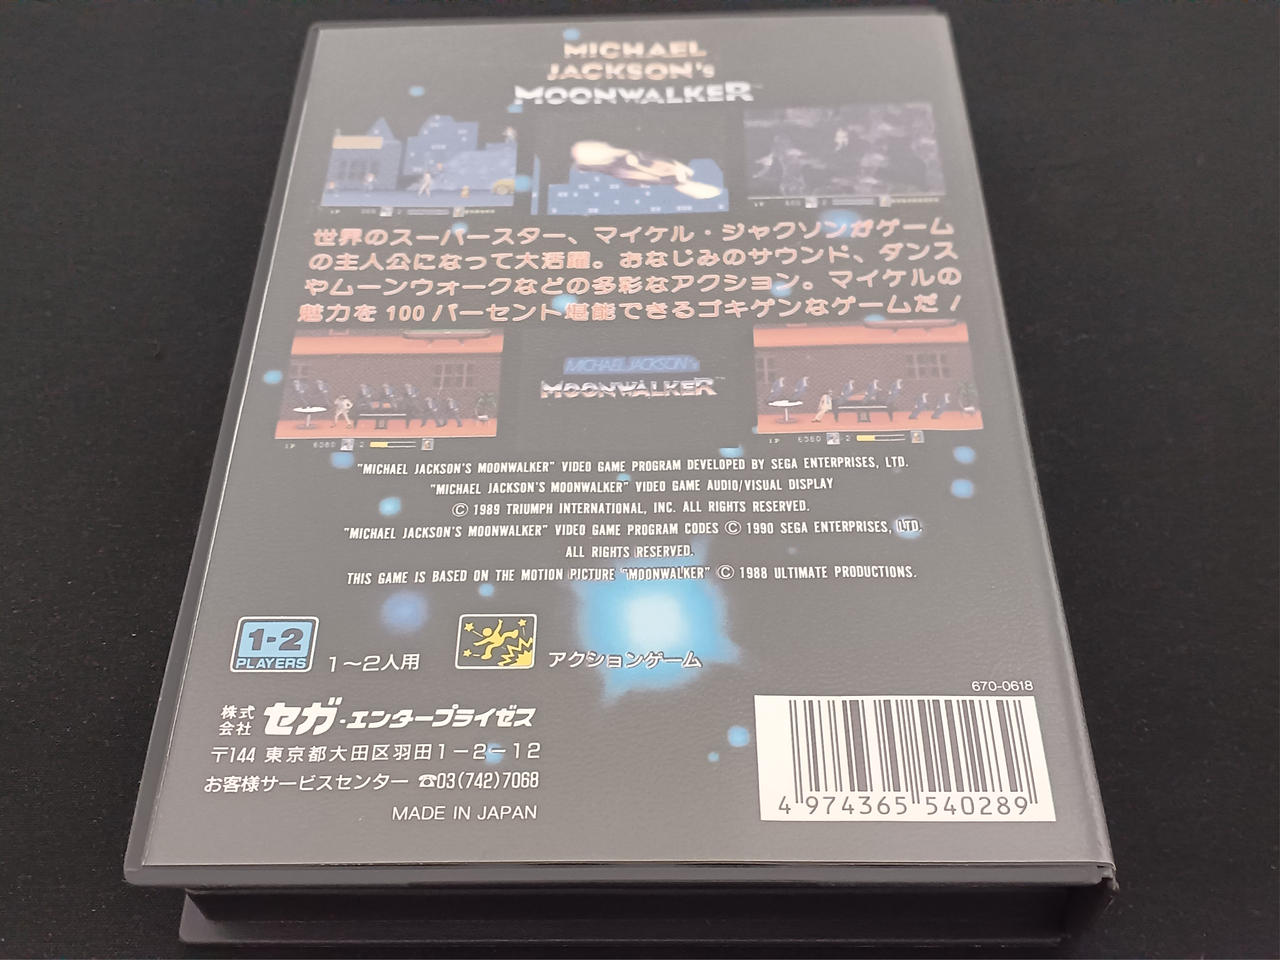 MICHAEL
JACKSON'S
MOONWALKER™
世界のスーパースター、マイケル・ジャクソンがゲーム
の主人公になって大活躍。おなじみのサウンド、ダンス
やムーンウォークなどの多彩なアクション。マイケルの
魅力を100パーセント堪能できるゴキゲンなゲームだ！
MICHAEL JACKSON'S
MOONWALKER™
1P 6060 2
1P 6060 2
"MICHAEL JACKSON'S MOONWALKER" VIDEO GAME PROGRAM DEVELOPED BY SEGA ENTERPRISES, LTD.
"MICHAEL JACKSON'S MOONWALKER" VIDEO GAME AUDIO/VISUAL DISPLAY
© 1989 TRIUMPH INTERNATIONAL, INC. ALL RIGHTS RESERVED.
"MICHAEL JACKSON'S MOONWALKER" VIDEO GAME PROGRAM CODES © 1990 SEGA ENTERPRISES, LTD.
ALL RIGHTS RESERVED.
THIS GAME IS BASED ON THE MOTION PICTURE "MOONWALKER" © 1988 ULTIMATE PRODUCTIONS.
1-2
PLAYERS
1〜2人用
アクションゲーム
670-0618
株式会社 セガ・エンタープライゼス
〒144 東京都大田区羽田1-2-12
お客様サービスセンター ☎03(742)7068
MADE IN JAPAN
4 974365 540289